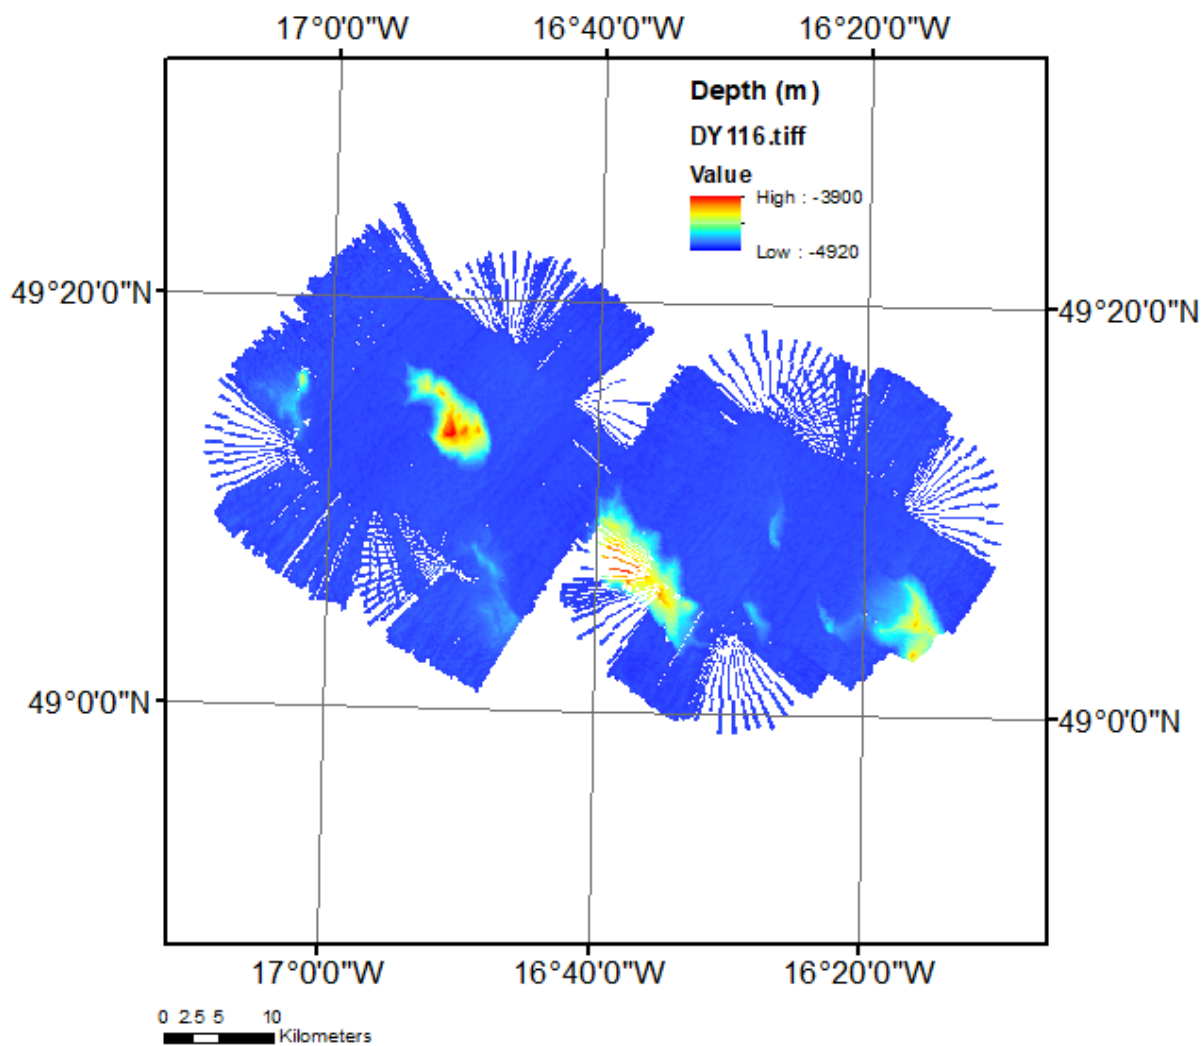 17°0'0"W 16°40'0"W 16°20'0"W
Depth (m)
DY116.tiff
Value
High : -3900
Low : -4920
49°20'0"N 49°20'0"N
49°0'0"N 49°0'0"N
17°0'0"W 16°40'0"W 16°20'0"W
0 2.5 5 10
Kilometers